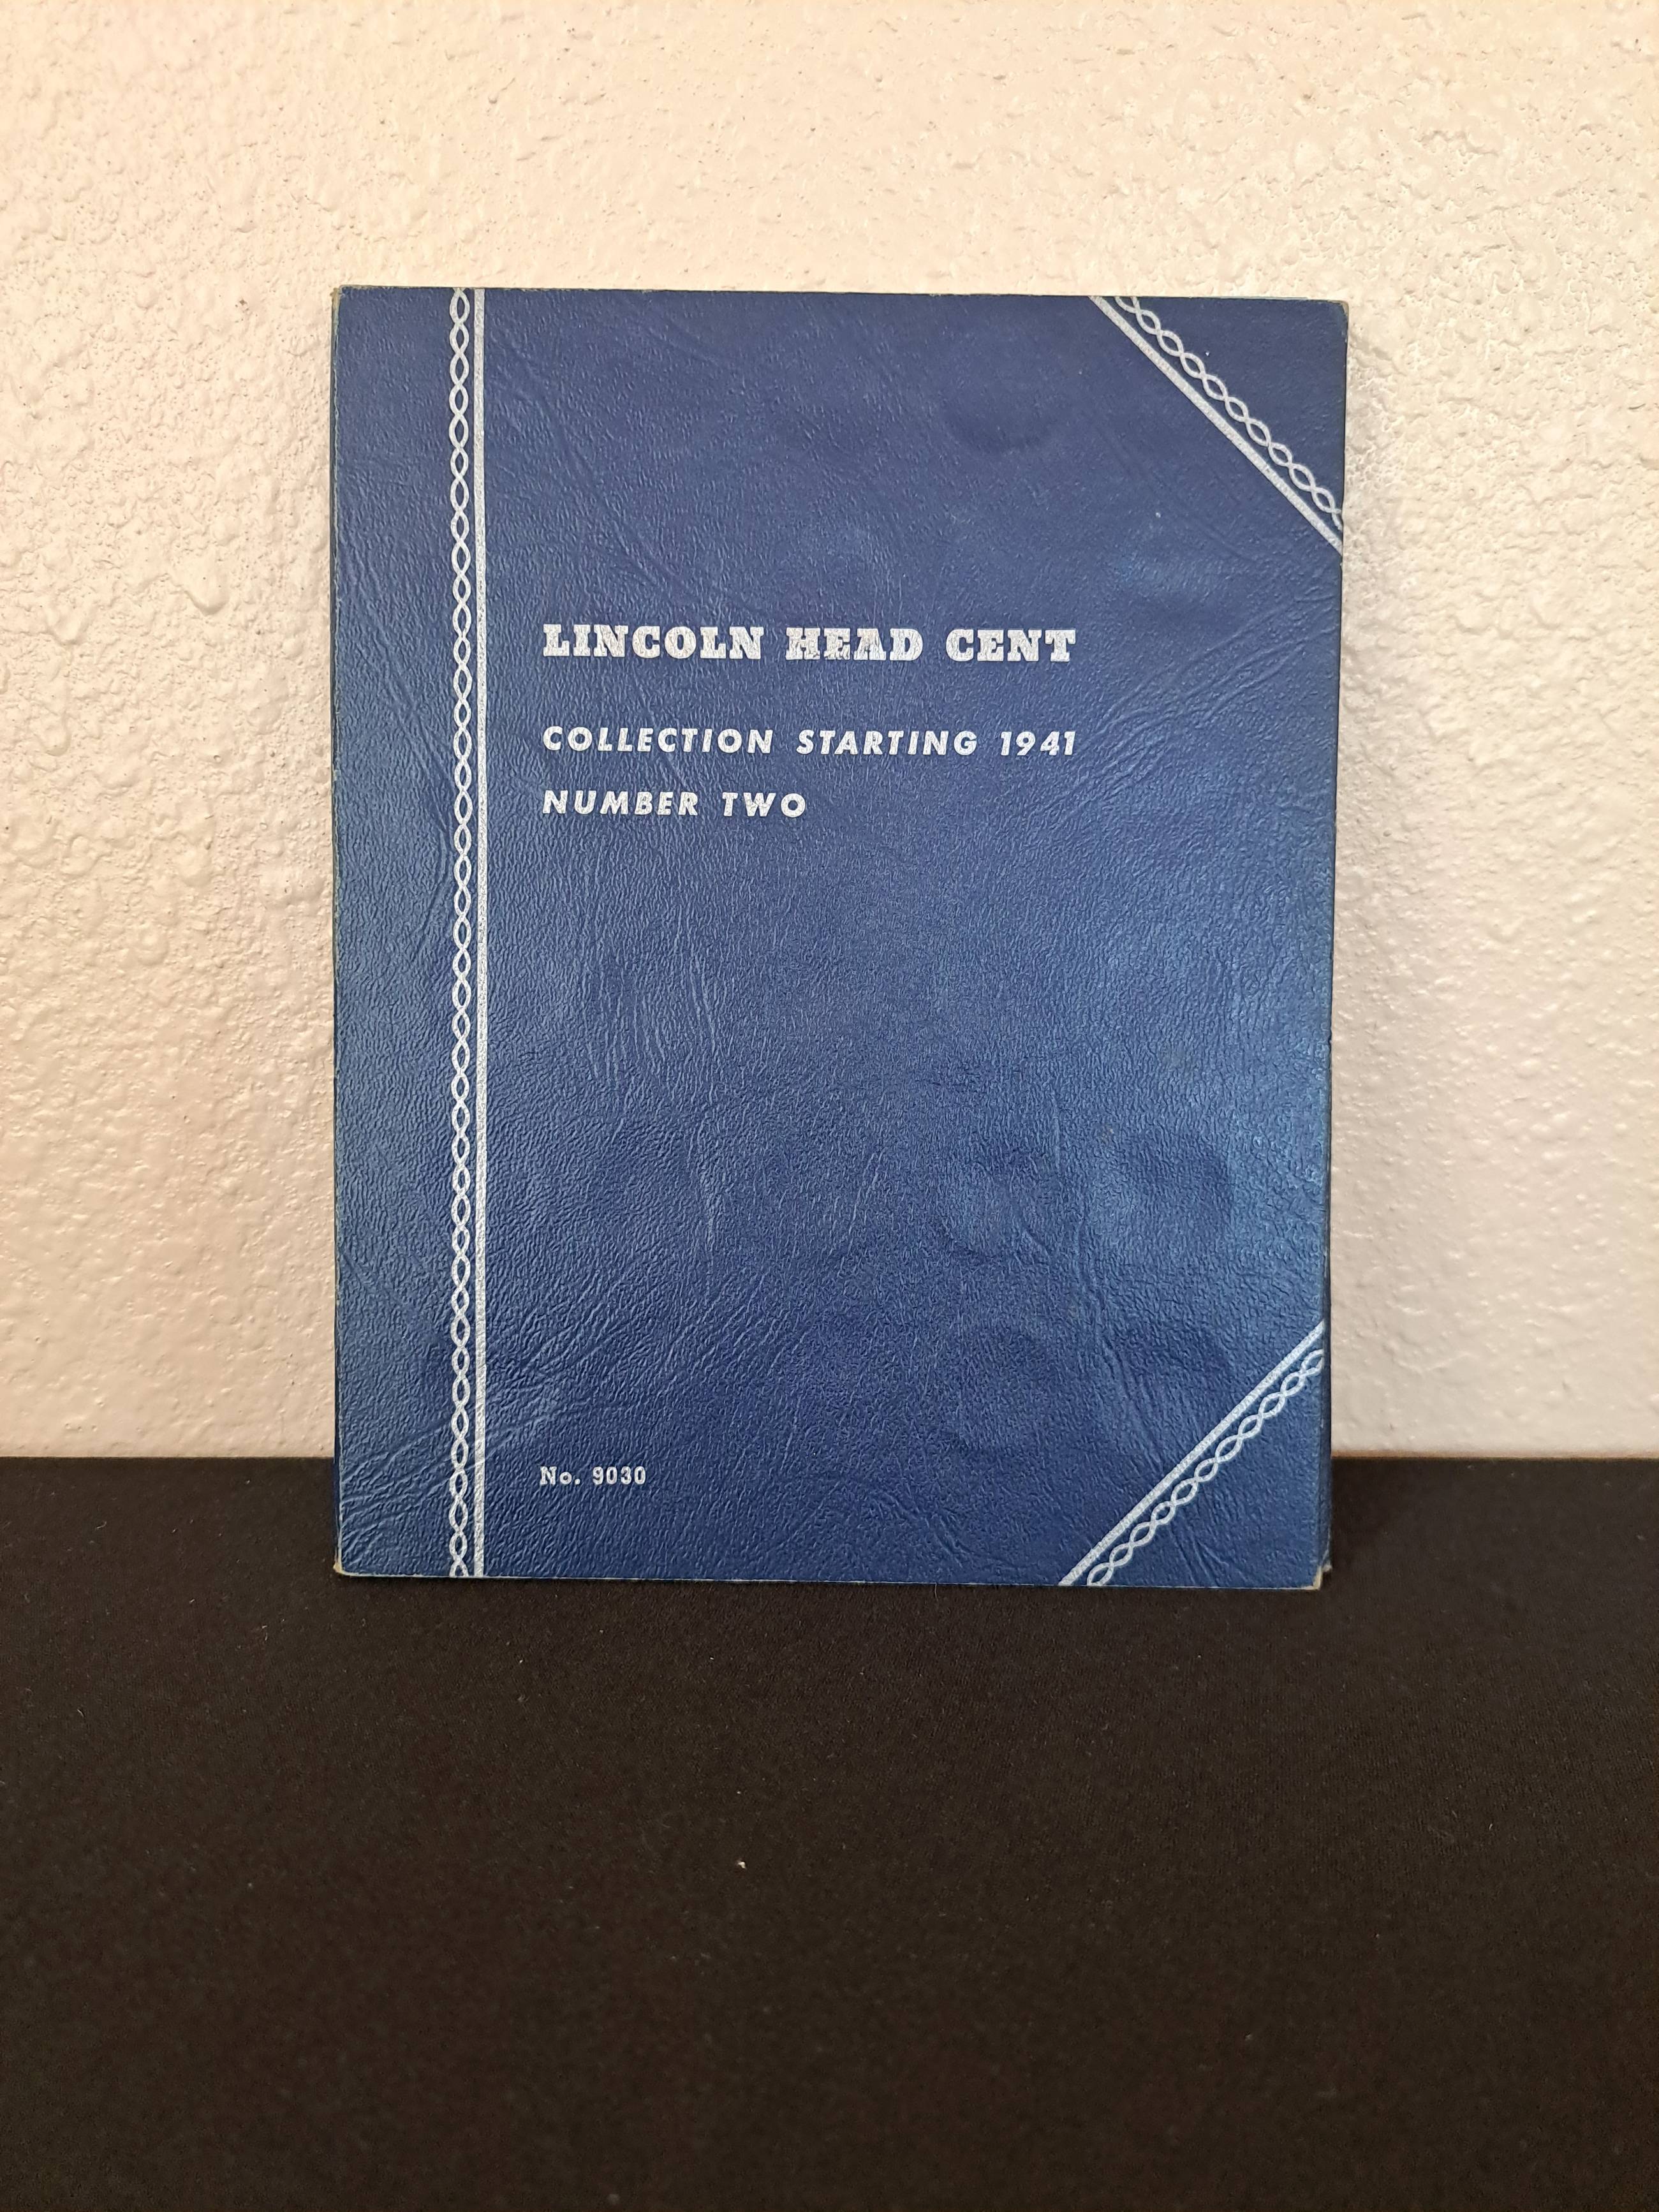 LINCOLN HEAD CENT
COLLECTION STARTING 1941
NUMBER TWO
No. 9030